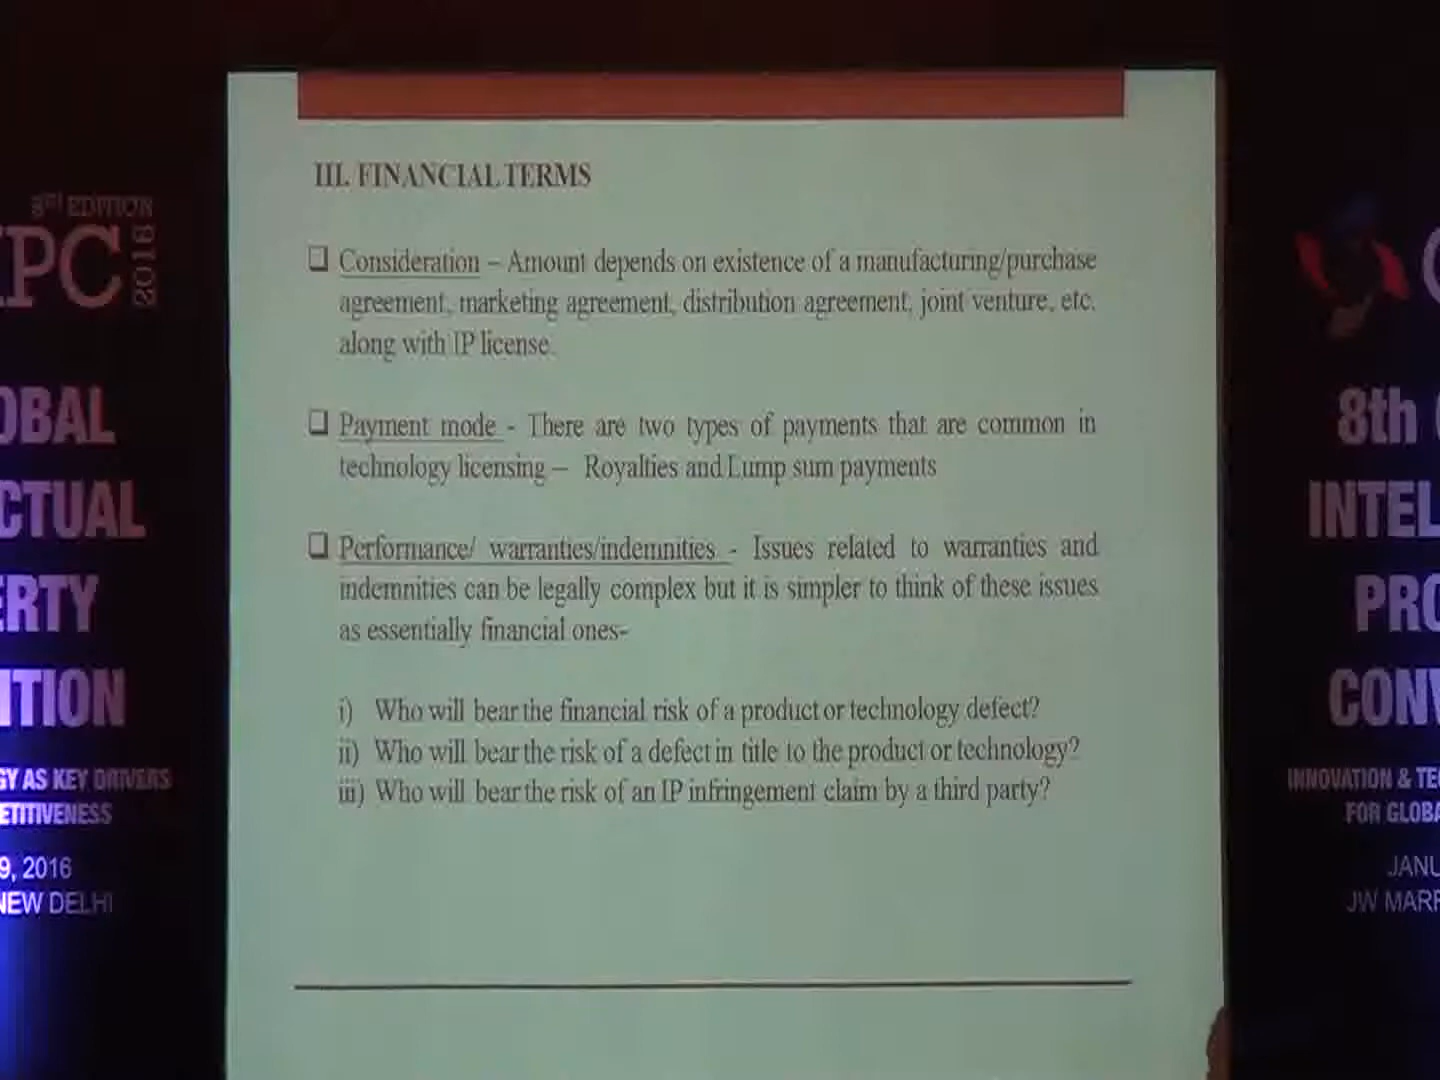 III. FINANCIAL TERMS
❑ Consideration – Amount depends on existence of a manufacturing/purchase
agreement, marketing agreement, distribution agreement, joint venture, etc.
along with IP license.
❑ Payment mode - There are two types of payments that are common in
technology licensing – Royalties and Lump sum payments
❑ Performance/ warranties/indemnities - Issues related to warranties and
indemnities can be legally complex but it is simpler to think of these issues
as essentially financial ones-
i) Who will bear the financial risk of a product or technology defect?
ii) Who will bear the risk of a defect in title to the product or technology?
iii) Who will bear the risk of an IP infringement claim by a third party?
EDITION
IPC
2016
OBAL
CTUAL
ERTY
TION
GY AS KEY DRIVERS
ETITIVENESS
9, 2016
NEW DELHI
8th
INTEL
PRO
CONV
INNOVATION & TE
FOR GLOBA
JANU
JW MARR